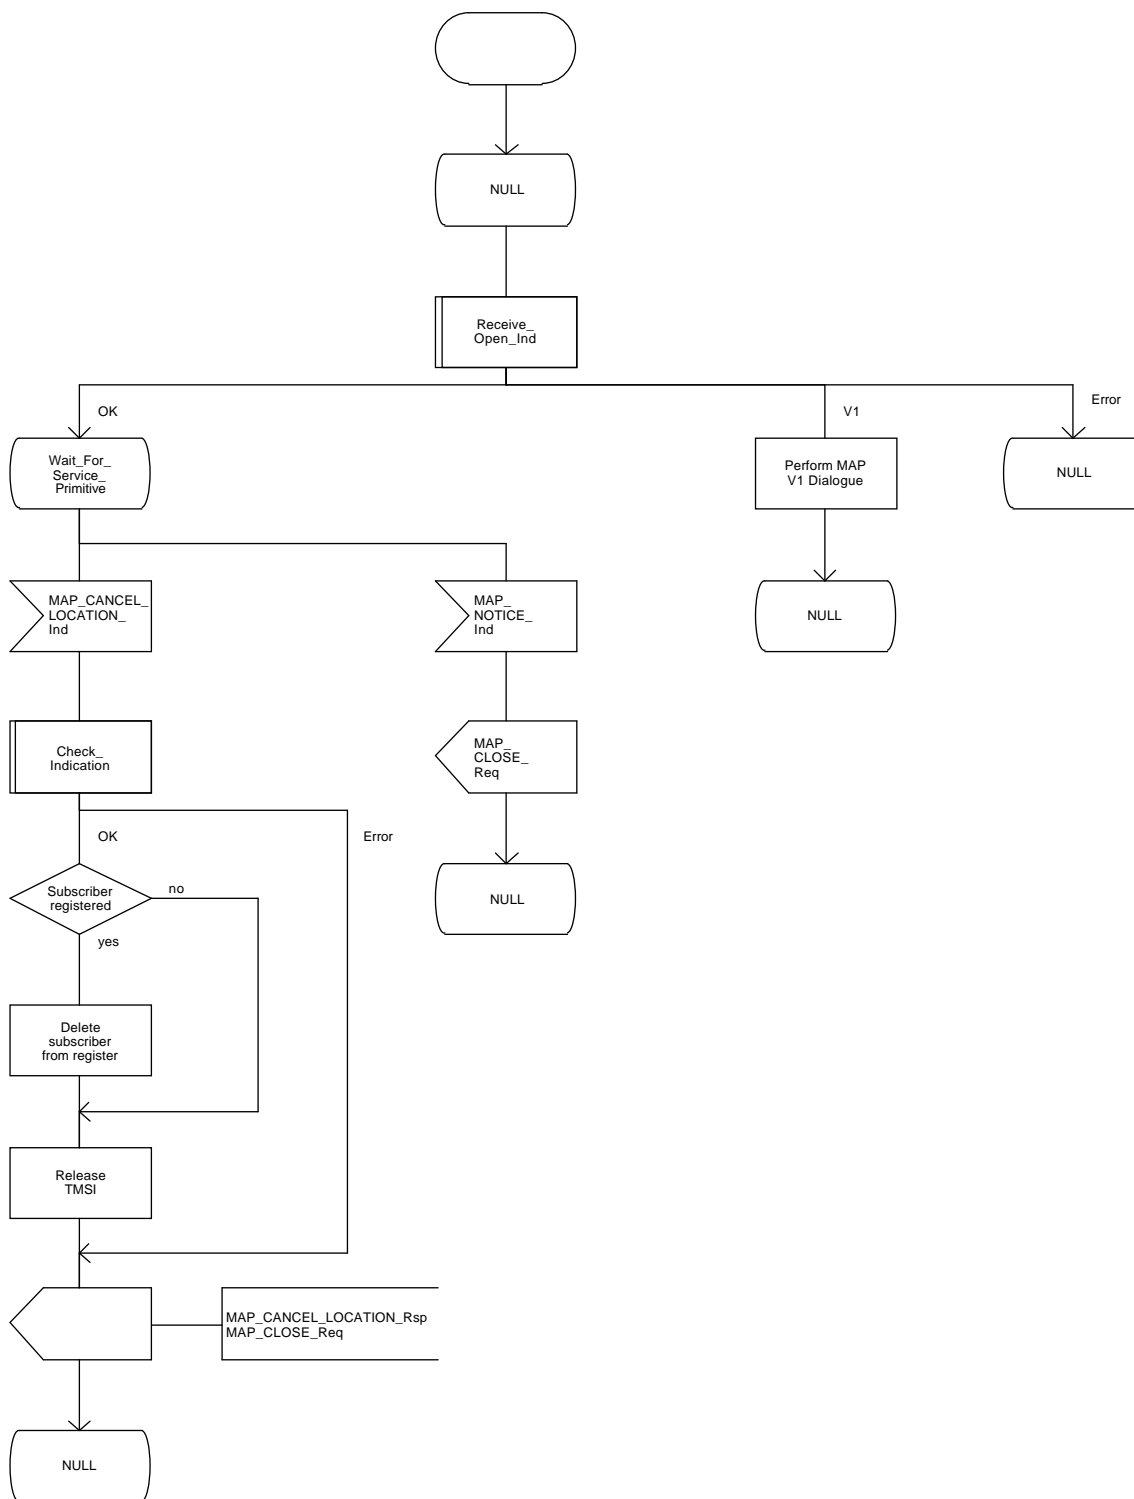 NULL
Receive_
Open_Ind
OK
V1
Error
Wait_For_
Service_
Primitive
Perform MAP
V1 Dialogue
NULL
MAP_CANCEL_
LOCATION_
Ind
MAP_
NOTICE_
Ind
NULL
Check_
Indication
MAP_
CLOSE_
Req
OK
Error
Subscriber
registered
no
yes
NULL
Delete
subscriber
from register
Release
TMSI
MAP_CANCEL_LOCATION_Rsp
MAP_CLOSE_Req
NULL